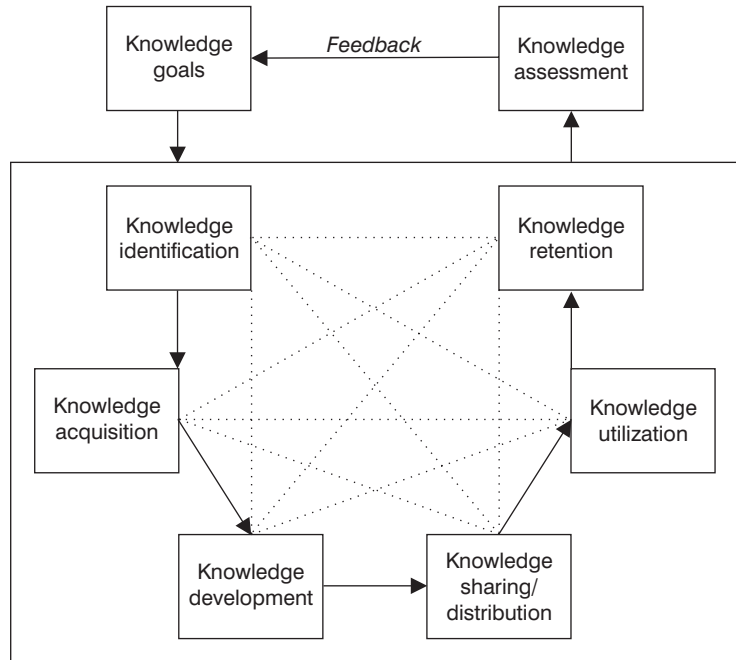 Knowledge
goals
Feedback
Knowledge
assessment
Knowledge
identification
Knowledge
retention
Knowledge
acquisition
Knowledge
utilization
Knowledge
development
Knowledge
sharing/
distribution